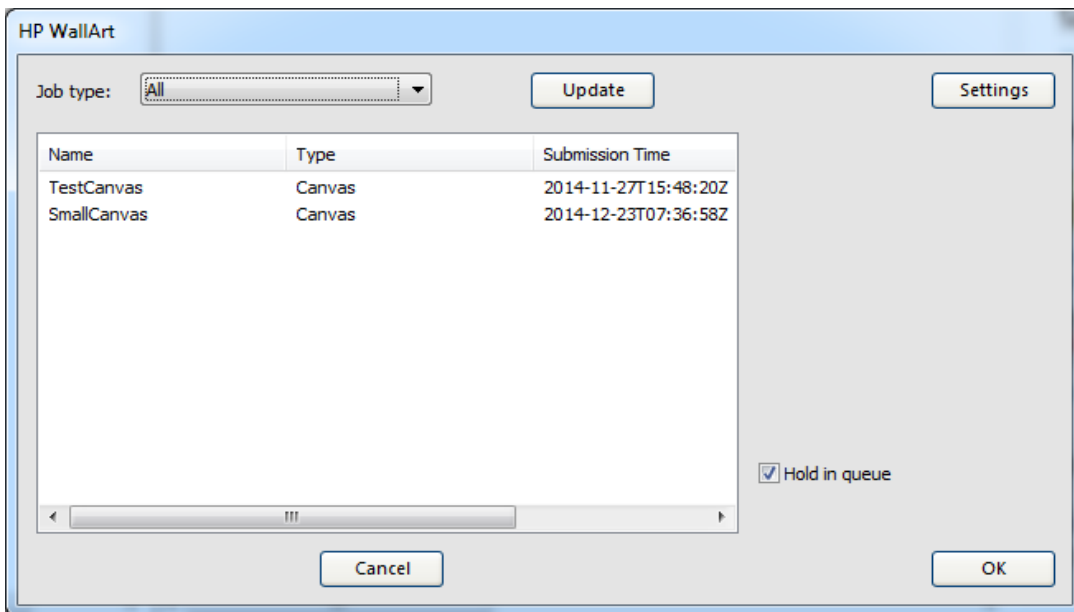 HP WallArt
Job type: All Update Settings
Name Type Submission Time
TestCanvas Canvas 2014-11-27T15:48:20Z
SmallCanvas Canvas 2014-12-23T07:36:58Z
Hold in queue
Cancel OK